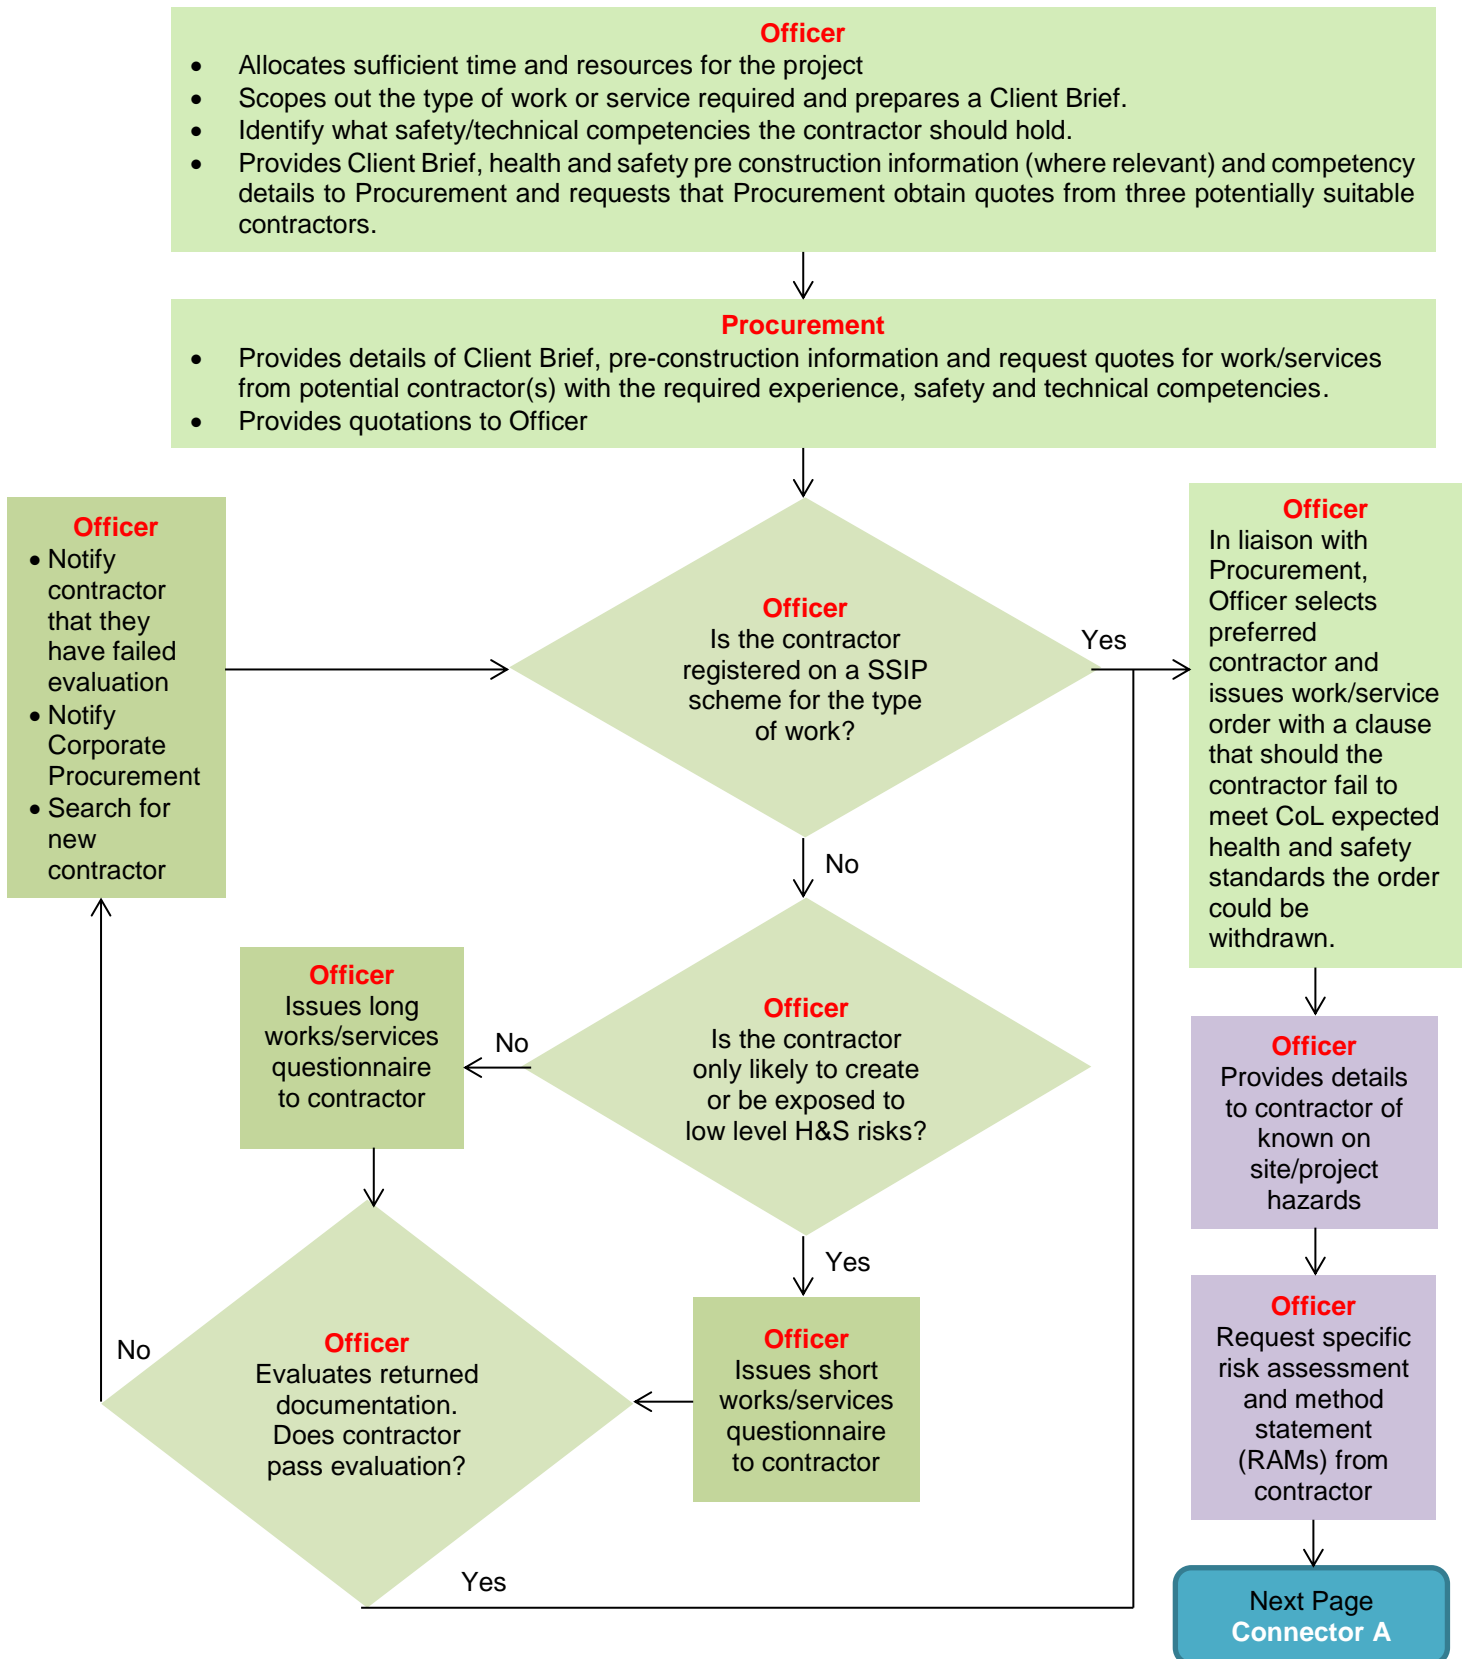 Officer
• Allocates sufficient time and resources for the project
• Scopes out the type of work or service required and prepares a Client Brief.
• Identify what safety/technical competencies the contractor should hold.
• Provides Client Brief, health and safety pre construction information (where relevant) and competency
details to Procurement and requests that Procurement obtain quotes from three potentially suitable
contractors.
Procurement
• Provides details of Client Brief, pre-construction information and request quotes for work/services
from potential contractor(s) with the required experience, safety and technical competencies.
• Provides quotations to Officer
Officer
• Notify
contractor
that they
have failed
evaluation
• Notify
Corporate
Procurement
• Search for
new
contractor
Officer
Is the contractor
registered on a SSIP
scheme for the type
of work?
Yes
No
Officer
In liaison with
Procurement,
Officer selects
preferred
contractor and
issues work/service
order with a clause
that should the
contractor fail to
meet CoL expected
health and safety
standards the order
could be
withdrawn.
Officer
Issues long
works/services
questionnaire
to contractor
No
Officer
Is the contractor
only likely to create
or be exposed to
low level H&S risks?
Yes
Officer
Provides details
to contractor of
known on
site/project
hazards
No
Officer
Evaluates returned
documentation.
Does contractor
pass evaluation?
Yes
Officer
Issues short
works/services
questionnaire
to contractor
Officer
Request specific
risk assessment
and method
statement
(RAMs) from
contractor
Next Page
Connector A